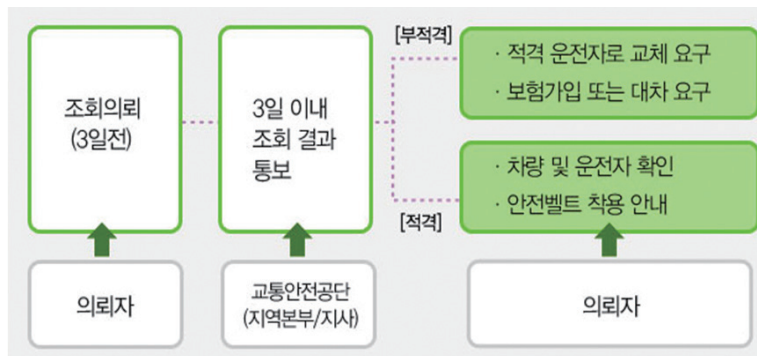 조회의뢰
(3일전)
3일 이내
조회 결과
통보
[부적격]
· 적격 운전자로 교체 요구
· 보험가입 또는 대차 요구
· 차량 및 운전자 확인
· 안전벨트 착용 안내
[적격]
의뢰자
교통안전공단
(지역본부/지사)
의뢰자